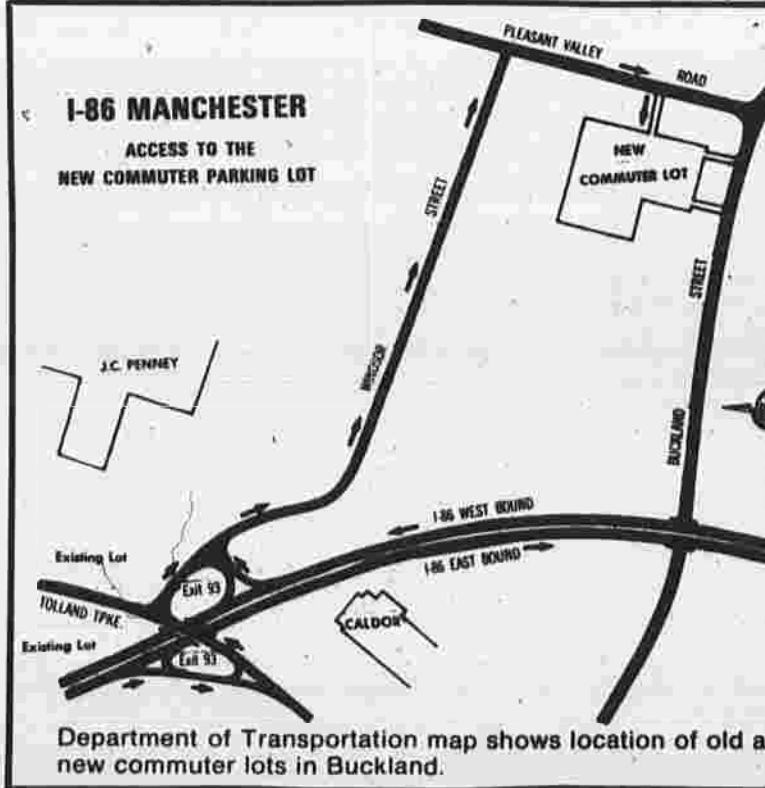 PLEASANT VALLEY ROAD
I-86 MANCHESTER
ACCESS TO THE
NEW COMMUTER PARKING LOT
NEW
COMMUTER LOT
STREET
STREET
J.C. PENNEY
WINDSOR
BUCKLAND
I-86 WEST BOUND
I-86 EAST BOUND
Existing Lot
Exit 93
TOLLAND TPKE.
CALDOR
Existing Lot
Exit 93
Department of Transportation map shows location of old a
new commuter lots in Buckland.